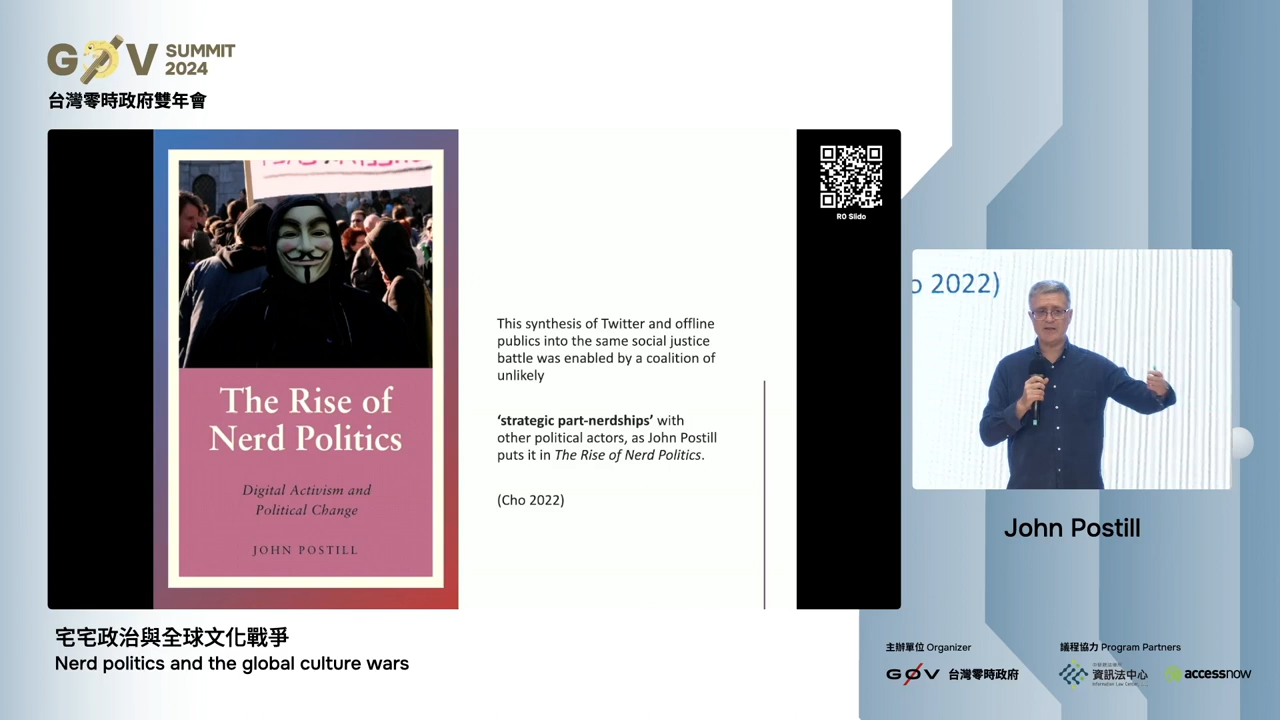 G0V SUMMIT 2024
台灣零時政府雙年會
The Rise of
Nerd Politics
Digital Activism and
Political Change
JOHN POSTILL
This synthesis of Twitter and offline
publics into the same social justice
battle was enabled by a coalition of
unlikely
‘strategic part-nerdships’ with
other political actors, as John Postill
puts it in The Rise of Nerd Politics.
(Cho 2022)
R0 Slido
o 2022)
John Postill
宅宅政治與全球文化戰爭
Nerd politics and the global culture wars
主辦單位 Organizer
G0V 台灣零時政府
議程協力 Program Partners
資訊法中心
Information Law Center
accessnow